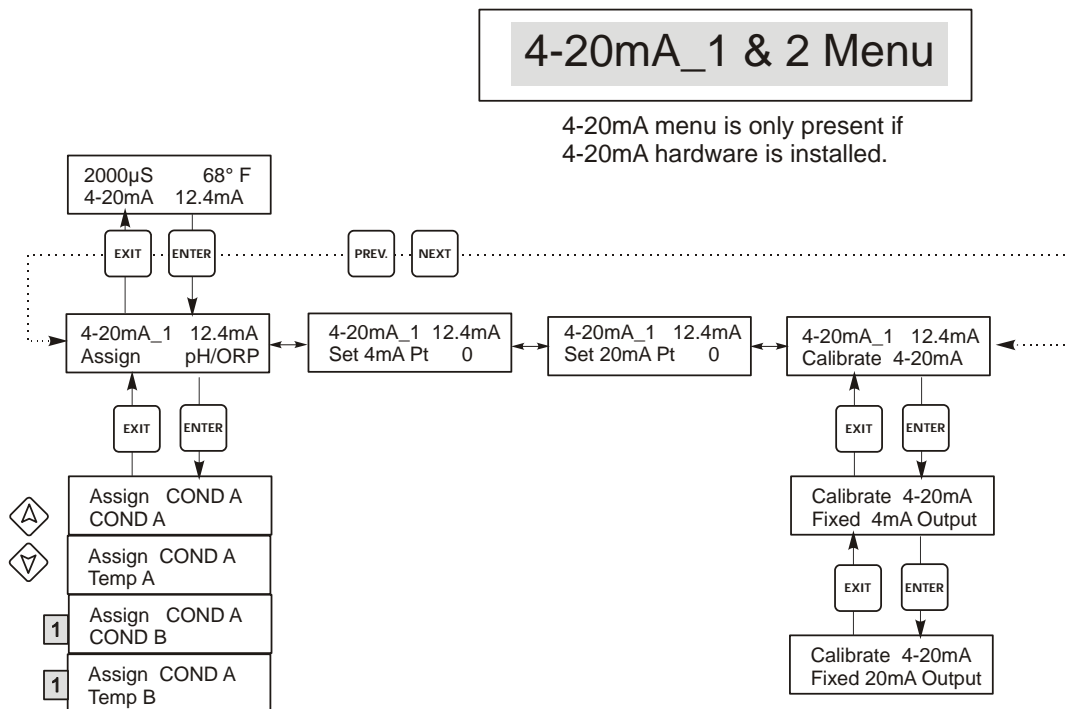 4-20mA_1 & 2 Menu
4-20mA menu is only present if
4-20mA hardware is installed.
2000µS 68° F
4-20mA 12.4mA
EXIT
ENTER
PREV.
NEXT
4-20mA_1 12.4mA
Assign pH/ORP
4-20mA_1 12.4mA
Set 4mA Pt 0
4-20mA_1 12.4mA
Set 20mA Pt 0
4-20mA_1 12.4mA
Calibrate 4-20mA
EXIT
ENTER
EXIT
ENTER
Assign COND A
COND A
Assign COND A
Temp A
1
Assign COND A
COND B
1
Assign COND A
Temp B
Calibrate 4-20mA
Fixed 4mA Output
EXIT
ENTER
Calibrate 4-20mA
Fixed 20mA Output